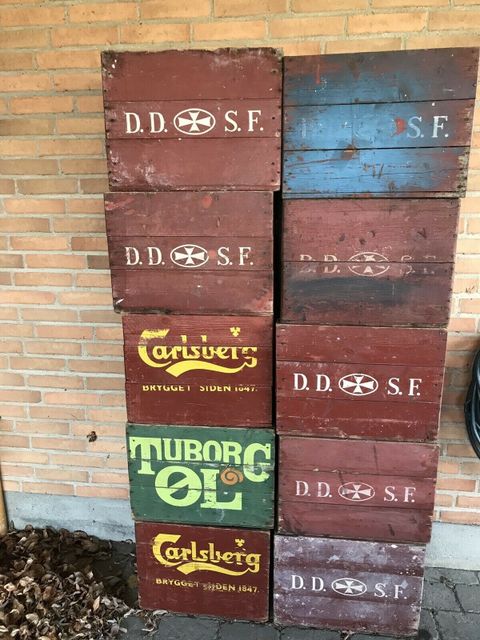 D.D. S.F.
D.D. S.F.
Carlsberg
BRYGGET SIDEN 1847.
TUBORG
ØL
Carlsberg
BRYGGET SIDEN 1847.
S.F.
D.D. S.F.
D.D. S.F.
D.D. S.F.
D.D. S.F.